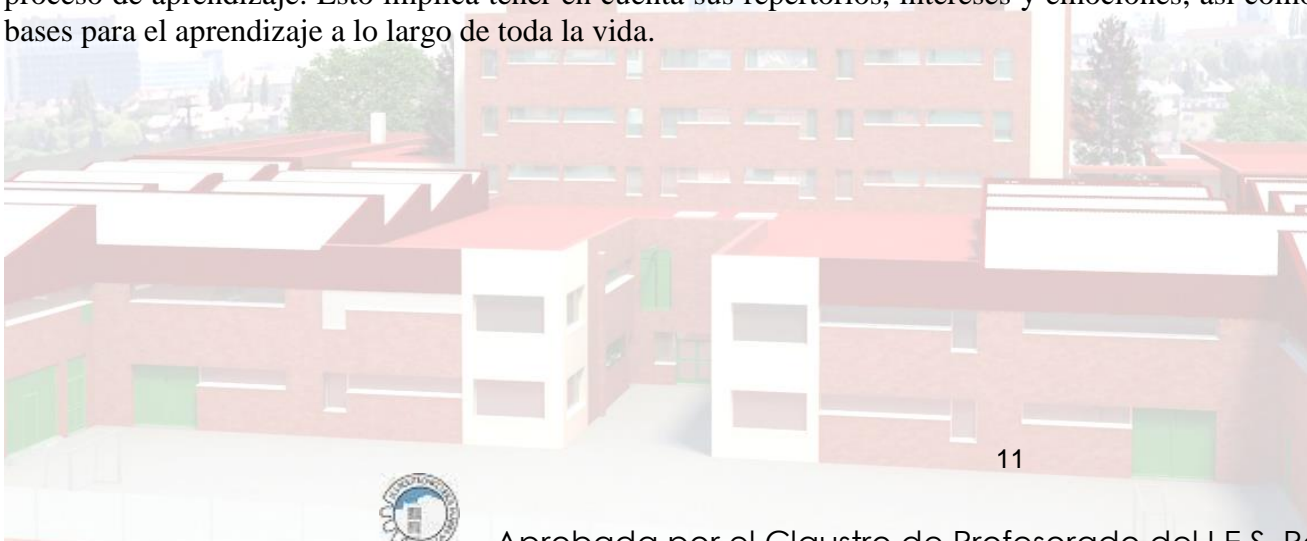 proceso de aprendizaje. Esto implica tener en cuenta sus repertorios, intereses y emociones, así como
bases para el aprendizaje a lo largo de toda la vida.
11
Aprobada por el Claustro de Profesorado del I.E.S.